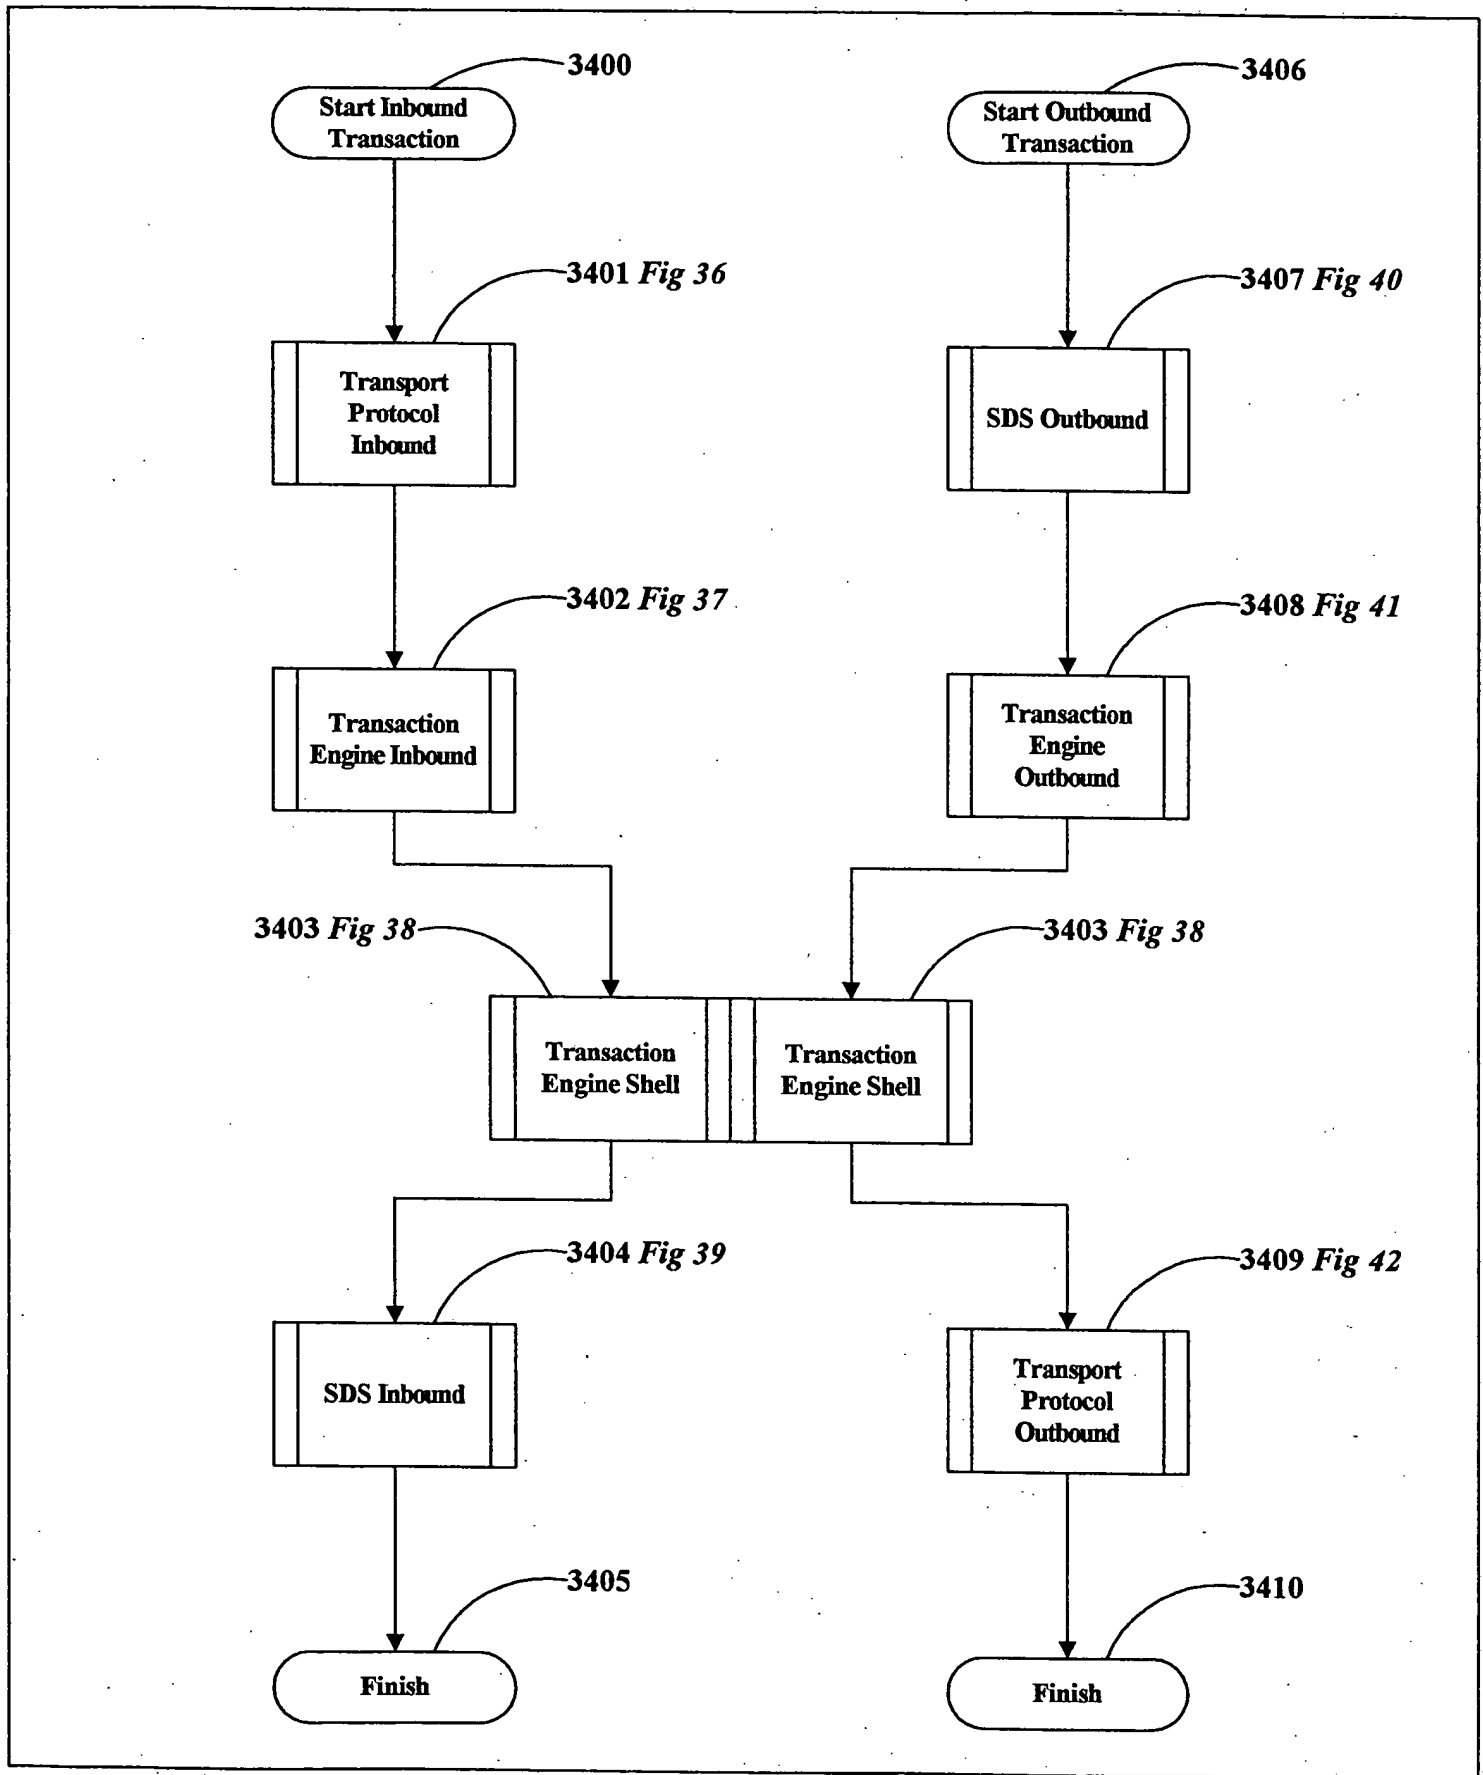 3400
Start Inbound
Transaction
3406
Start Outbound
Transaction
3401 Fig 36
Transport
Protocol
Inbound
3407 Fig 40
SDS Outbound
3402 Fig 37
Transaction
Engine Inbound
3408 Fig 41
Transaction
Engine
Outbound
3403 Fig 38
Transaction
Engine Shell
3403 Fig 38
Transaction
Engine Shell
3404 Fig 39
SDS Inbound
3409 Fig 42
Transport
Protocol
Outbound
3405
Finish
3410
Finish